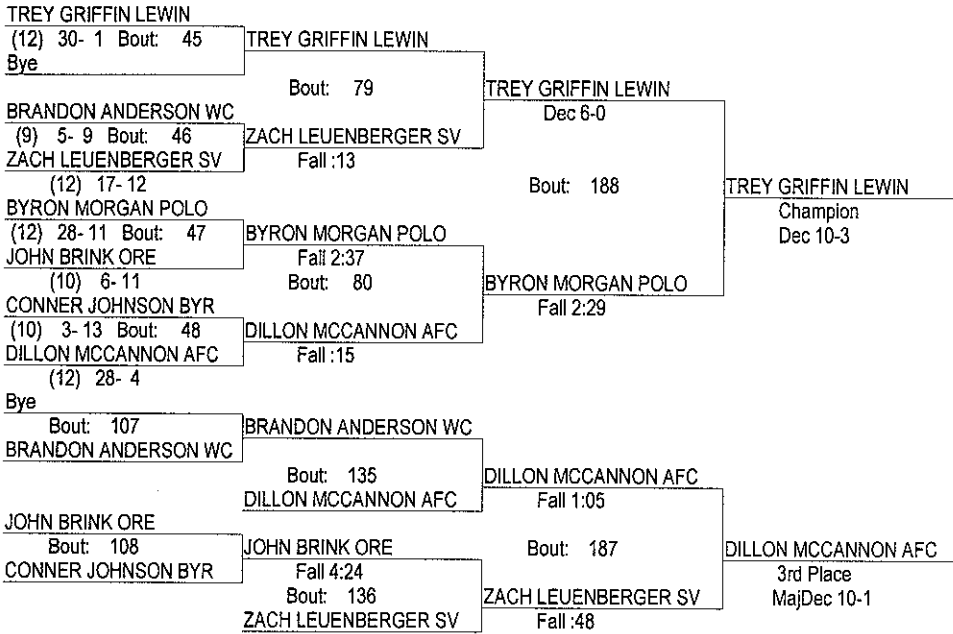 TREY GRIFFIN LEWIN
(12) 30- 1 Bout: 45
Bye
TREY GRIFFIN LEWIN
Bout: 79
BRANDON ANDERSON WC
(9) 5- 9 Bout: 46
ZACH LEUENBERGER SV
(12) 17- 12
ZACH LEUENBERGER SV
Fall :13
TREY GRIFFIN LEWIN
Dec 6-0
Bout: 188
BYRON MORGAN POLO
(12) 28- 11 Bout: 47
JOHN BRINK ORE
(10) 6- 11
BYRON MORGAN POLO
Fall 2:37
Bout: 80
CONNER JOHNSON BYR
(10) 3- 13 Bout: 48
DILLON MCCANNON AFC
(12) 28- 4
DILLON MCCANNON AFC
Fall :15
BYRON MORGAN POLO
Fall 2:29
TREY GRIFFIN LEWIN
Champion
Dec 10-3
Bye
Bout: 107
BRANDON ANDERSON WC
BRANDON ANDERSON WC
Bout: 135
DILLON MCCANNON AFC
DILLON MCCANNON AFC
Fall 1:05
Bout: 187
JOHN BRINK ORE
Bout: 108
CONNER JOHNSON BYR
JOHN BRINK ORE
Fall 4:24
Bout: 136
ZACH LEUENBERGER SV
ZACH LEUENBERGER SV
Fall :48
DILLON MCCANNON AFC
3rd Place
MajDec 10-1